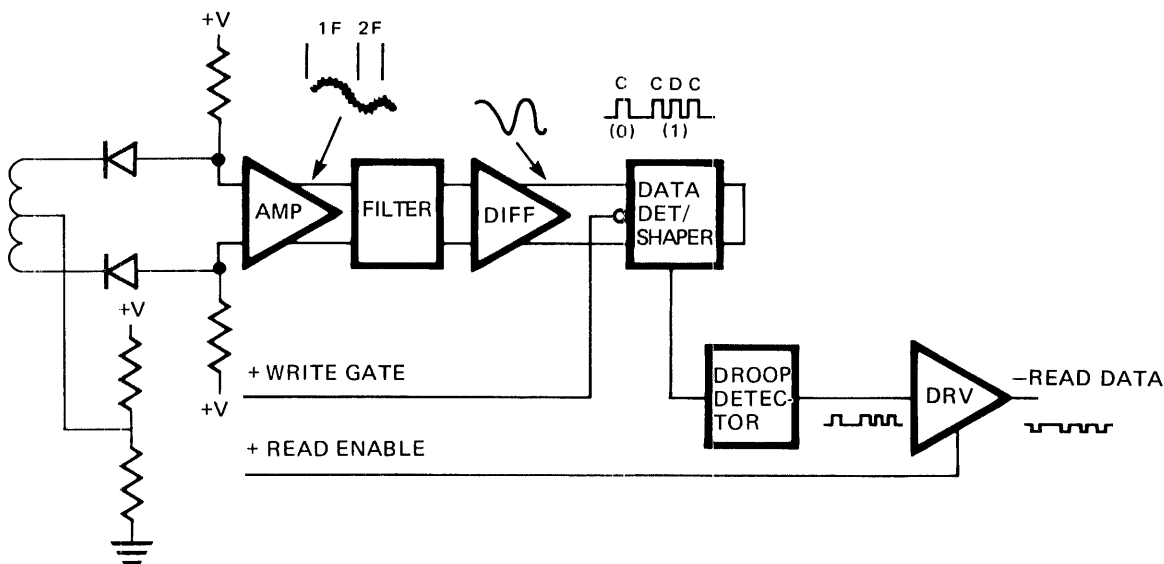 +V
1F 2F
C C D C
(0) (1)
AMP
FILTER
DIFF
DATA
DET/
SHAPER
+V
+V
+ WRITE GATE
DROOP
DETEC-
TOR
DRV
–READ DATA
+ READ ENABLE